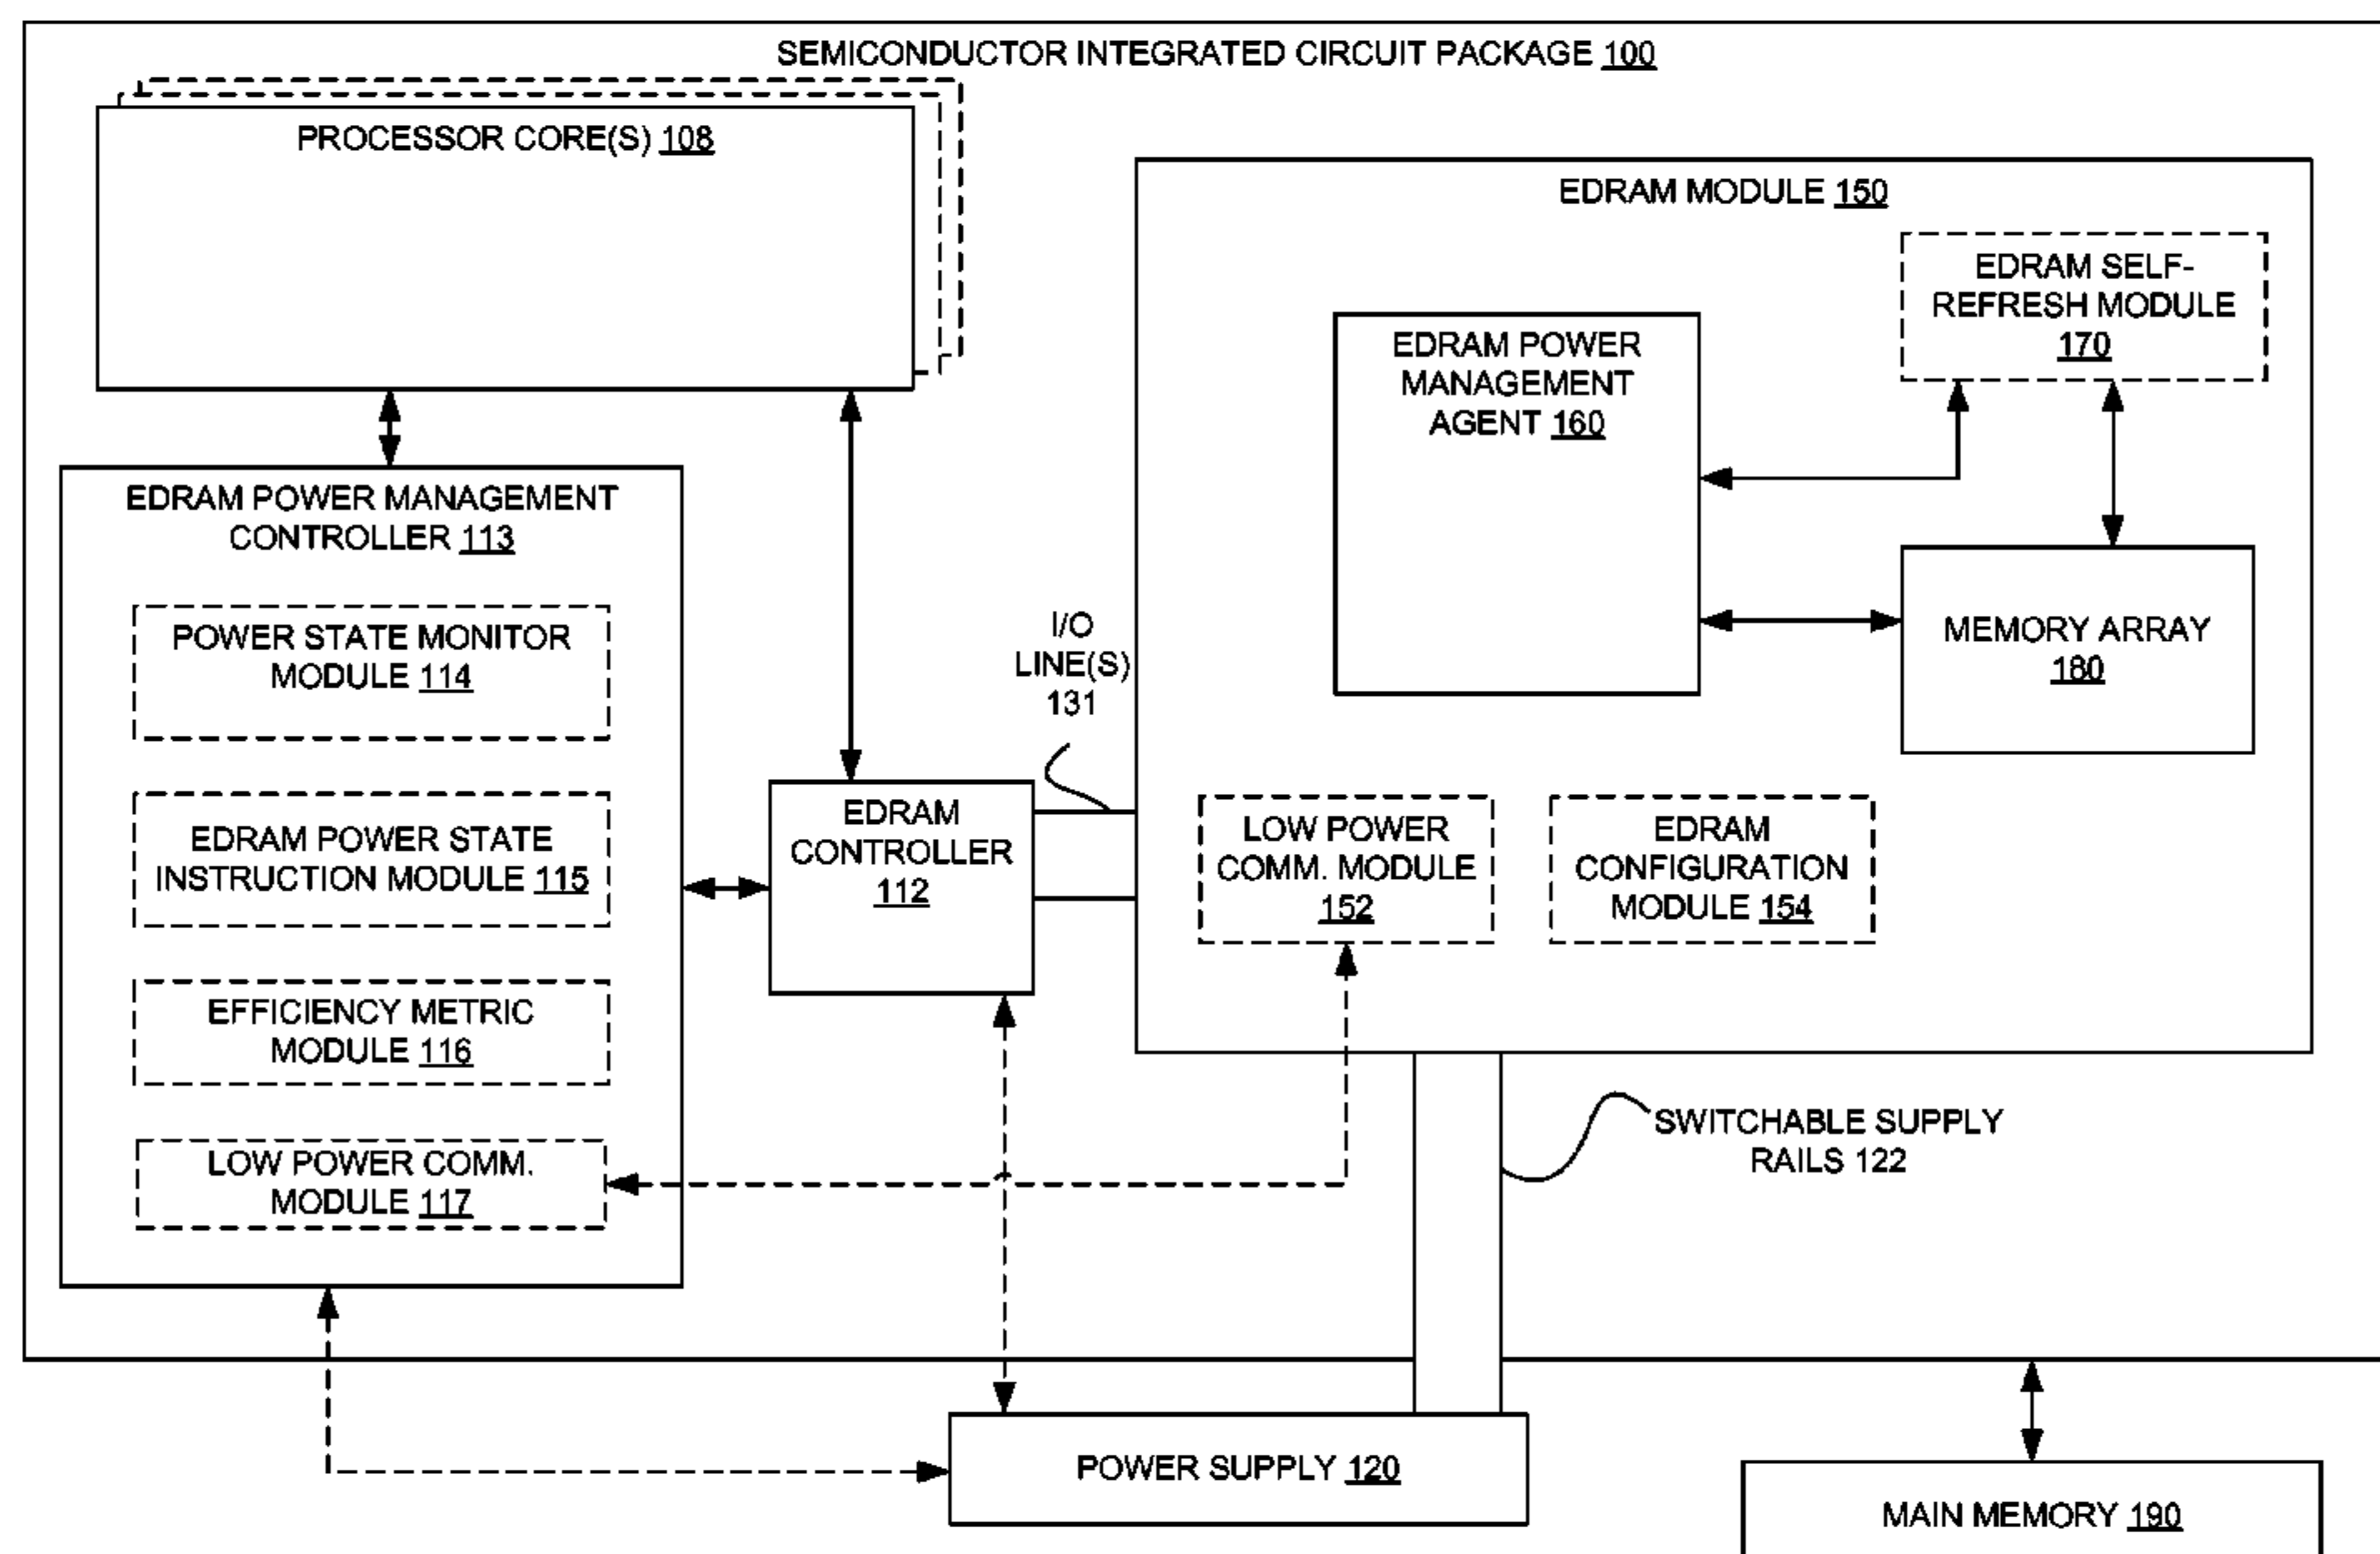 SEMICONDUCTOR INTEGRATED CIRCUIT PACKAGE 100
PROCESSOR CORE(S) 108
EDRAM MODULE 150
EDRAM SELF-
REFRESH MODULE
170
EDRAM POWER
MANAGEMENT
AGENT 160
EDRAM POWER MANAGEMENT
CONTROLLER 113
POWER STATE MONITOR
MODULE 114
I/O
LINE(S)
131
MEMORY ARRAY
180
EDRAM POWER STATE
INSTRUCTION MODULE 115
EDRAM
CONTROLLER
112
LOW POWER
COMM. MODULE
152
EDRAM
CONFIGURATION
MODULE 154
EFFICIENCY METRIC
MODULE 116
LOW POWER COMM.
MODULE 117
SWITCHABLE SUPPLY
RAILS 122
POWER SUPPLY 120
MAIN MEMORY 190